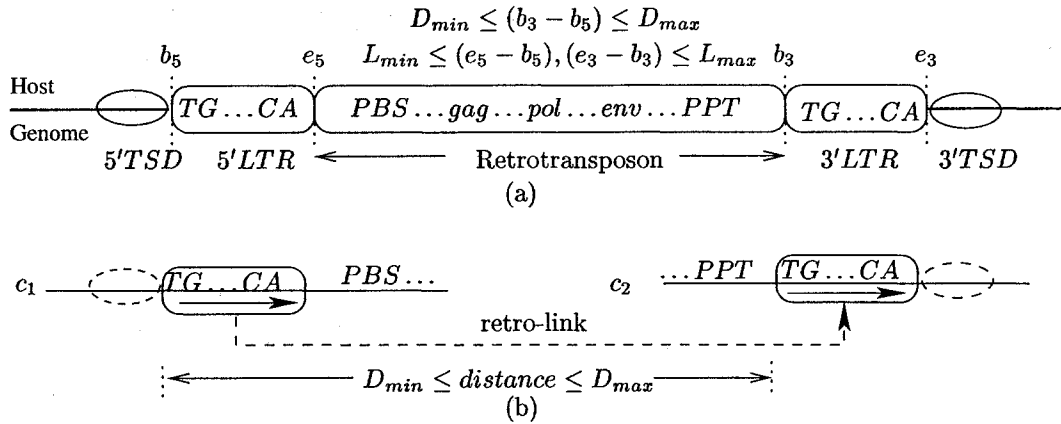 D_min ≤ (b_3 − b_5) ≤ D_max
b_5 e_5 L_min ≤ (e_5 − b_5), (e_3 − b_3) ≤ L_max b_3 e_3
Host
TG...CA PBS...gag...pol...env...PPT TG...CA
Genome
5'TSD 5'LTR Retrotransposon 3'LTR 3'TSD
(a)
c_1 TG...CA PBS... c_2 ...PPT TG...CA
retro-link
D_min ≤ distance ≤ D_max
(b)